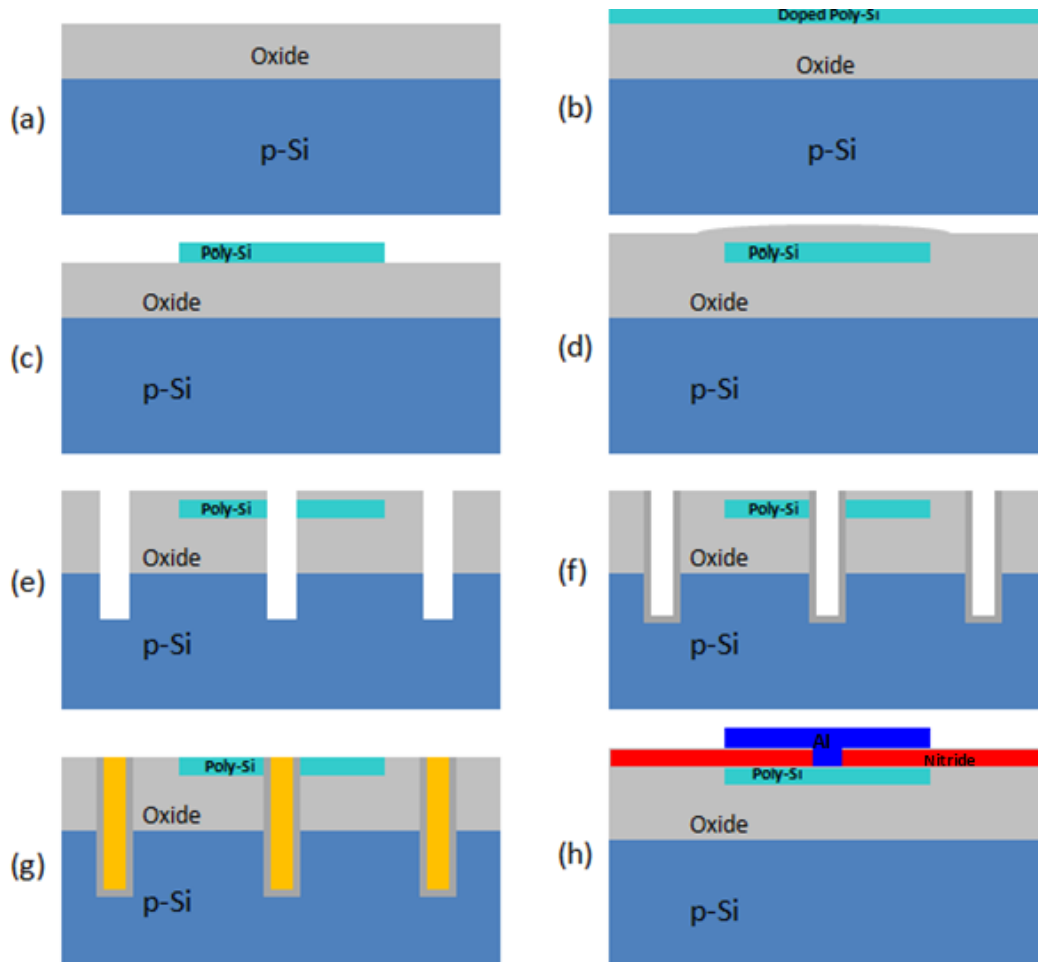 (a)
Oxide
p-Si
(b)
Doped Poly-Si
Oxide
p-Si
(c)
Poly-Si
Oxide
p-Si
(d)
Poly-Si
Oxide
p-Si
(e)
Poly-Si
Oxide
p-Si
(f)
Poly-Si
Oxide
p-Si
(g)
Poly-Si
Oxide
p-Si
(h)
Al
Nitride
Poly-Si
Oxide
p-Si